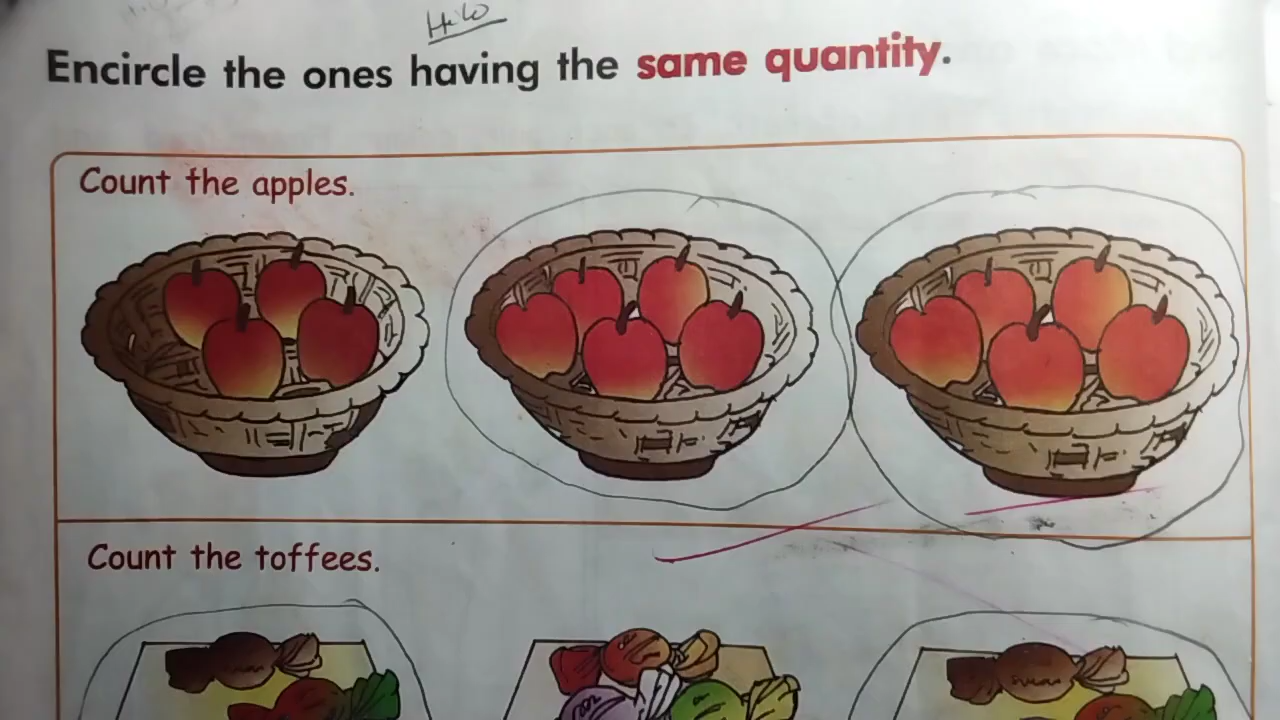 Encircle the ones having the same quantity.
Count the apples.
Count the toffees.